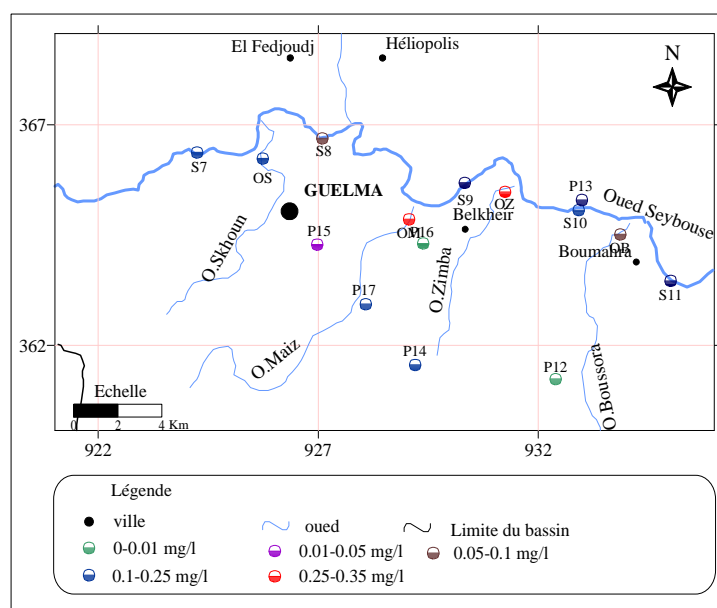 El Fedjoudj
Héliopolis
N
367
S7
OS
S8
GUELMA
S9
Belkheir
OZ
P13
S10
Oued Seybouse
OB
Boumahra
S11
P15
OM
P16
O.Skhoun
O.Zimba
P17
O.Maiz
P14
P12
O.Boussora
362
Echelle
0 2 4 Km
922 927 932
Légende
ville oued Limite du bassin
0-0.01 mg/l 0.01-0.05 mg/l 0.05-0.1 mg/l
0.1-0.25 mg/l 0.25-0.35 mg/l